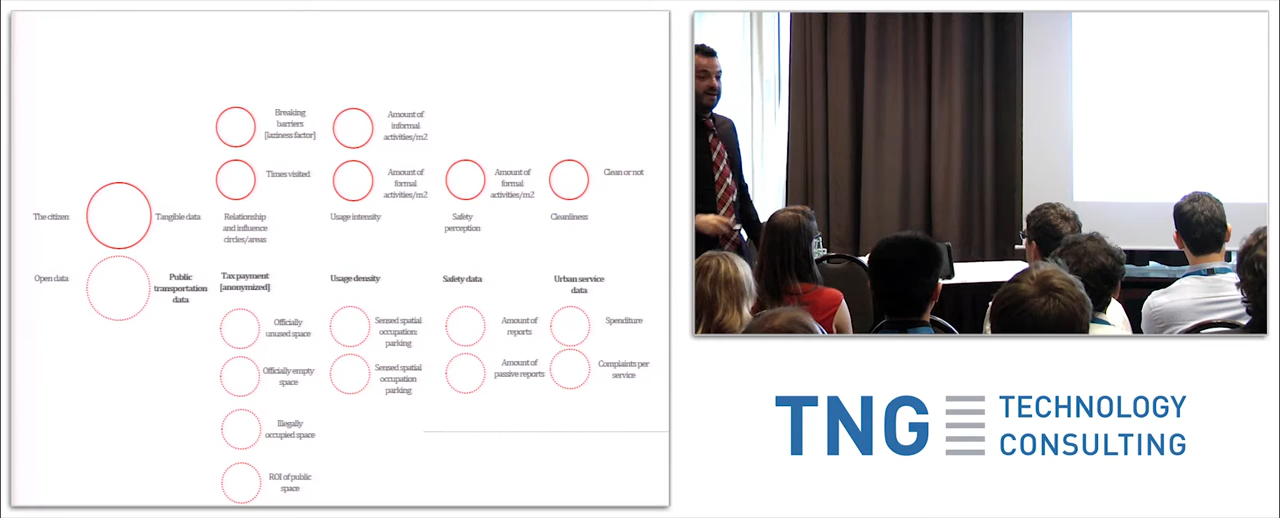 Breaking
barriers
[laziness factor]
Amount of
informal
activities/m2
Times visited
Amount of
formal
activities/m2
Amount of
formal
activities/m2
Clean or not
The citizen
Tangible data
Relationship
and influence
circles/areas
Usage intensity
Safety
perception
Cleanliness
Open data
Public
transportation
data
Tax payment
[anonymized]
Usage density
Safety data
Urban service
data
Officially
unused space
Sensed spatial
occupation:
parking
Amount of
reports
Spenditure
Officially empty
space
Sensed spatial
occupation
parking
Amount of
passive reports
Complaints per
service
Illegally
occupied space
ROI of public
space
TNG TECHNOLOGY
CONSULTING